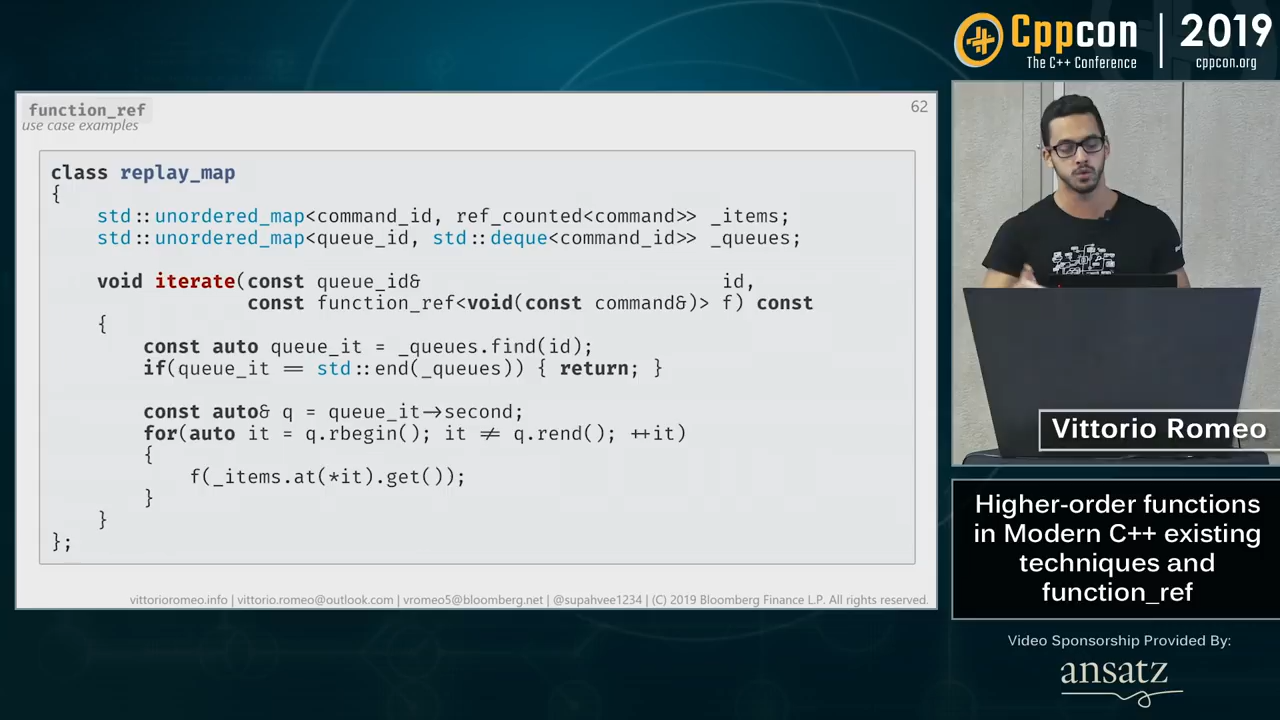 Cppcon | 2019
The C++ Conference cppcon.org
function_ref
use case examples
62
class replay_map
{
std::unordered_map<command_id, ref_counted<command>> _items;
std::unordered_map<queue_id, std::deque<command_id>> _queues;
void iterate(const queue_id& id,
const function_ref<void(const command&)> f) const
{
const auto queue_it = _queues.find(id);
if(queue_it == std::end(_queues)) { return; }
const auto& q = queue_it->second;
for(auto it = q.rbegin(); it != q.rend(); ++it)
{
f(_items.at(*it).get());
}
}
};
vittorioromeo.info | vittorio.romeo@outlook.com | vromeo5@bloomberg.net | @supahvee1234 | (C) 2019 Bloomberg Finance L.P. All rights reserved.
Vittorio Romeo
Higher-order functions
in Modern C++ existing
techniques and
function_ref
Video Sponsorship Provided By:
ansatz